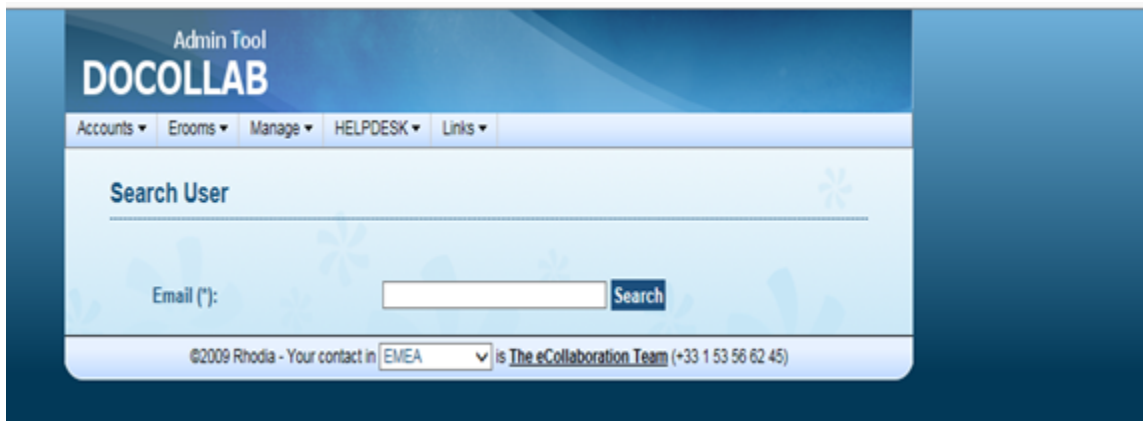 Admin Tool
DOCOLLAB
Accounts ▾ Erooms ▾ Manage ▾ HELPDESK ▾ Links ▾
Search User
Email (*): Search
©2009 Rhodia - Your contact in EMEA is The eCollaboration Team (+33 1 53 56 62 45)